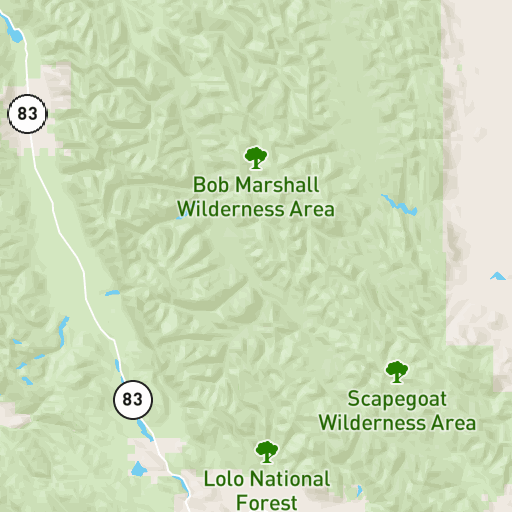 83
Bob Marshall
Wilderness Area
83
Scapegoat
Wilderness Area
Lolo National
Forest